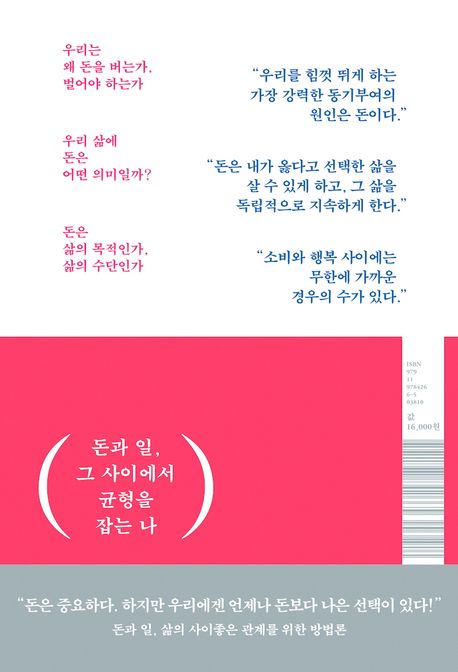 우리는
왜 돈을 버는가,
벌어야 하는가
“우리를 힘껏 뛰게 하는
가장 강력한 동기부여의
원인은 돈이다.”
우리 삶에
돈은
어떤 의미일까?
“돈은 내가 옳다고 선택한 삶을
살 수 있게 하고, 그 삶을
독립적으로 지속하게 한다.”
돈은
삶의 목적인가,
삶의 수단인가
“소비와 행복 사이에는
무한에 가까운
경우의 수가 있다.”
ISBN
979
11
978426
6-5
03810
값
16,000원
(돈과 일,
그 사이에서
균형을
잡는 나)
“돈은 중요하다. 하지만 우리에겐 언제나 돈보다 나은 선택이 있다!”
돈과 일, 삶의 사이좋은 관계를 위한 방법론